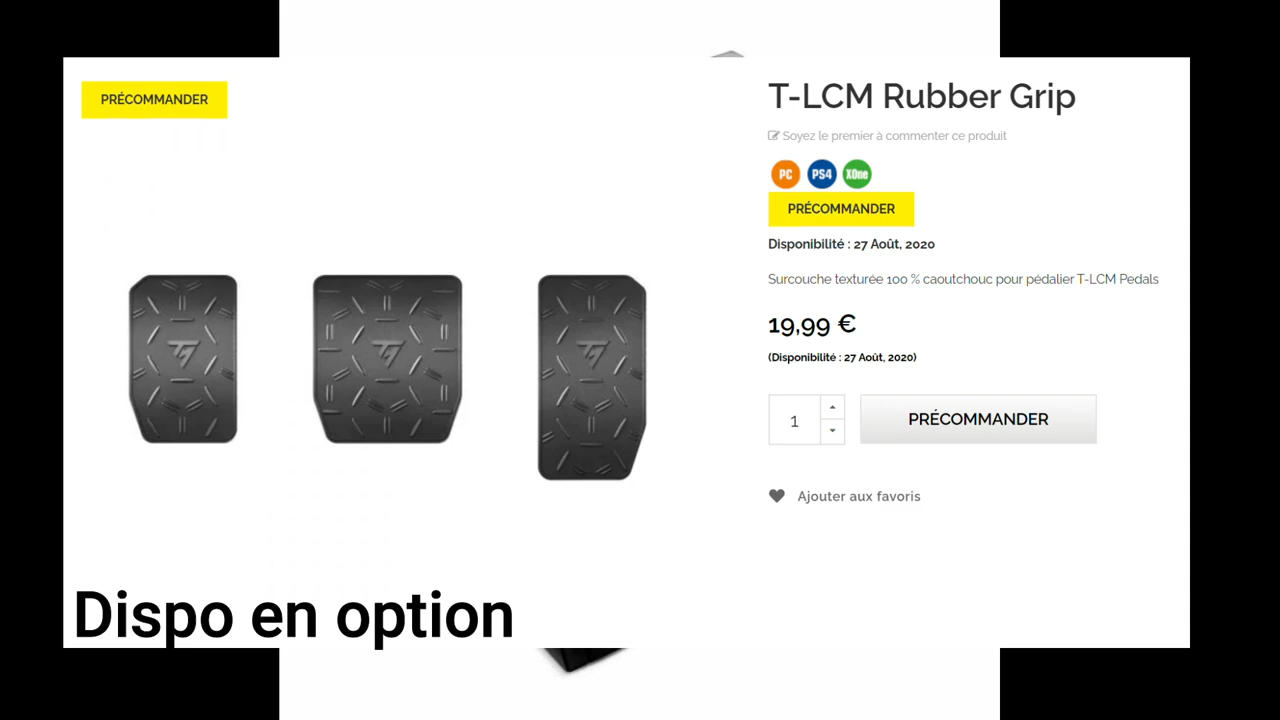 PRÉCOMMANDER
T-LCM Rubber Grip
Soyez le premier à commenter ce produit
PC PS4 XOne
PRÉCOMMANDER
Disponibilité : 27 Août, 2020
Surcouche texturée 100 % caoutchouc pour pédalier T-LCM Pedals
19,99 €
(Disponibilité : 27 Août, 2020)
1 PRÉCOMMANDER
Ajouter aux favoris
Dispo en option